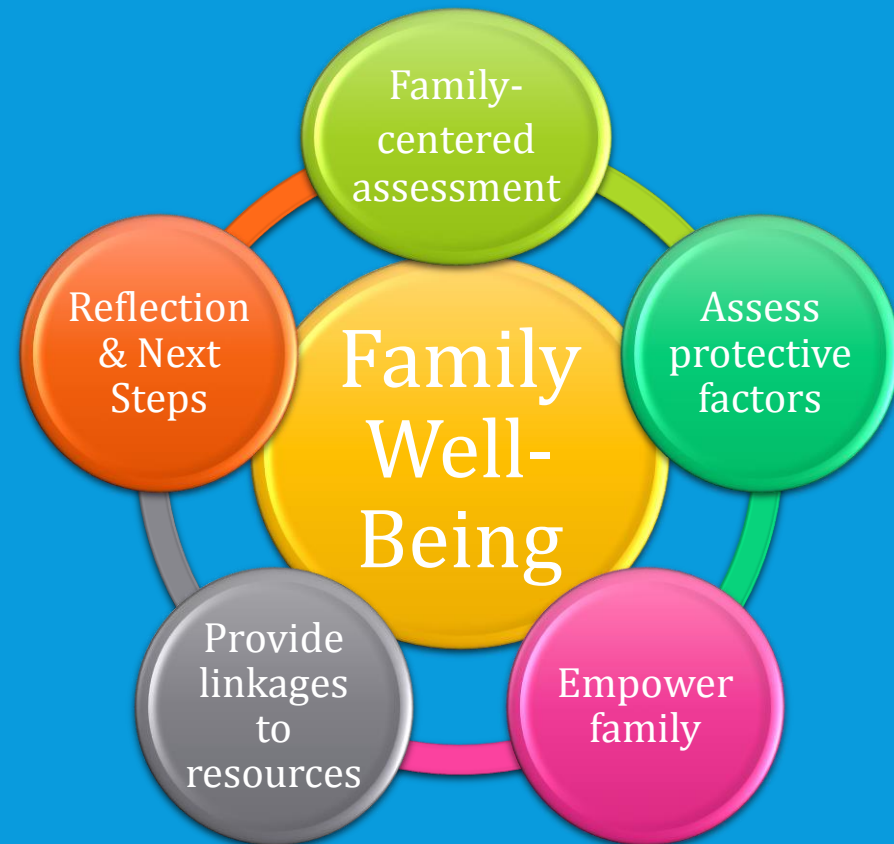 Family-
centered
assessment
Assess
protective
factors
Empower
family
Provide
linkages
to
resources
Reflection
& Next
Steps
Family
Well-
Being